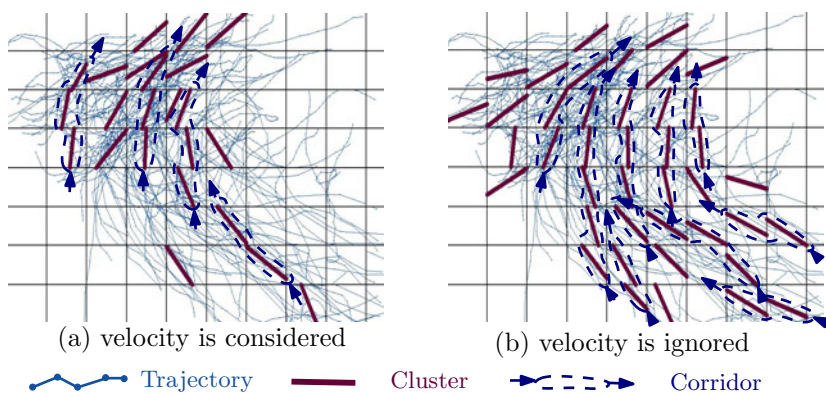 (a) velocity is considered
(b) velocity is ignored
Trajectory Cluster Corridor